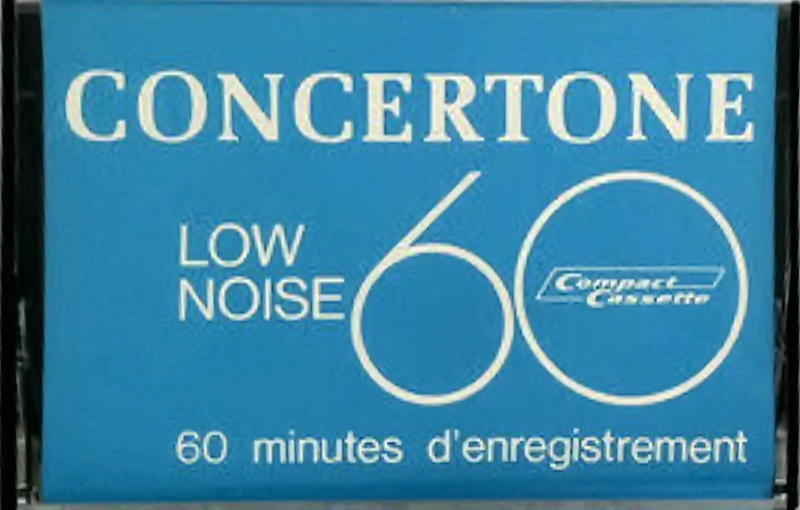 CONCERTONE
LOW
NOISE
60
Compact
Cassette
60 minutes d'enregistrement